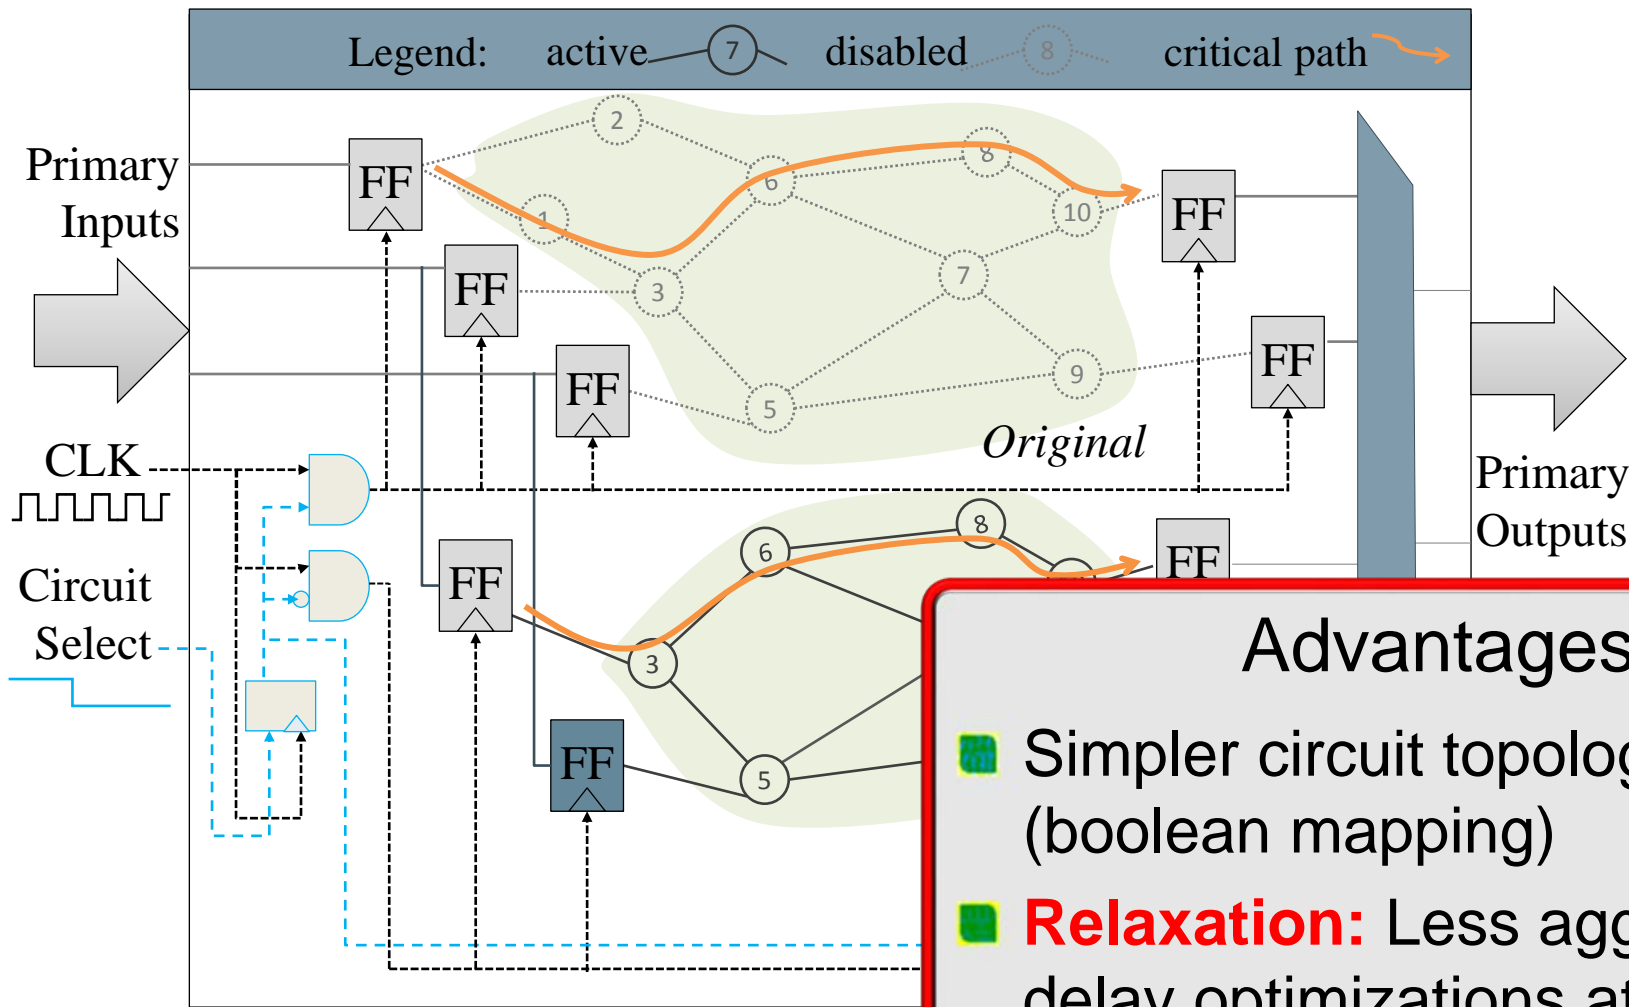 Legend: active 7 disabled 8 critical path
2
Primary Inputs
FF
1
6
8
10
FF
FF
3
7
FF
5
9
FF
Original
CLK
Primary Outputs
Circuit Select
FF
6
8
FF
3
FF
5
Advantages
Simpler circuit
(boolean mapping)
Relaxation: Less
delay optimizations